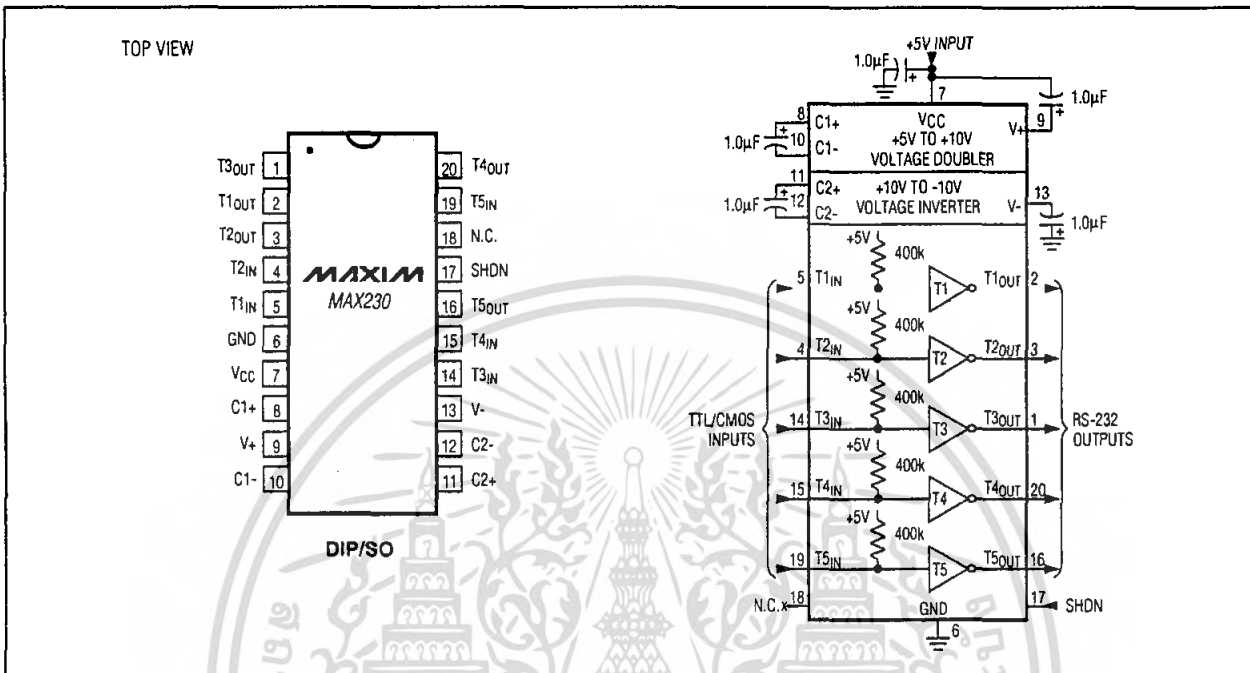 TOP VIEW
T3OUT 1
T1OUT 2
T2OUT 3
T2IN 4
T1IN 5
GND 6
VCC 7
C1+ 8
V+ 9
C1- 10
MAXIM
MAX230
20 T4OUT
19 T5IN
18 N.C.
17 SHDN
16 T5OUT
15 T4IN
14 T3IN
13 V-
12 C2-
11 C2+
DIP/SO
+5V INPUT
1.0µF
+
7
1.0µF
+
8 C1+
1.0µF
+
10 C1-
VCC
+5V TO +10V
VOLTAGE DOUBLER
V+ 9
11 C2+
1.0µF
+
12 C2-
+10V TO -10V
VOLTAGE INVERTER
V- 13
1.0µF
+
+5V
400k
5 T1IN
T1
T1OUT 2
+5V
400k
4 T2IN
T2
T2OUT 3
+5V
400k
TTL/CMOS
INPUTS
14 T3IN
T3
T3OUT 1
RS-232
OUTPUTS
+5V
400k
15 T4IN
T4
T4OUT 20
+5V
400k
19 T5IN
T5
T5OUT 16
N.C.x 18
GND
6
17 SHDN